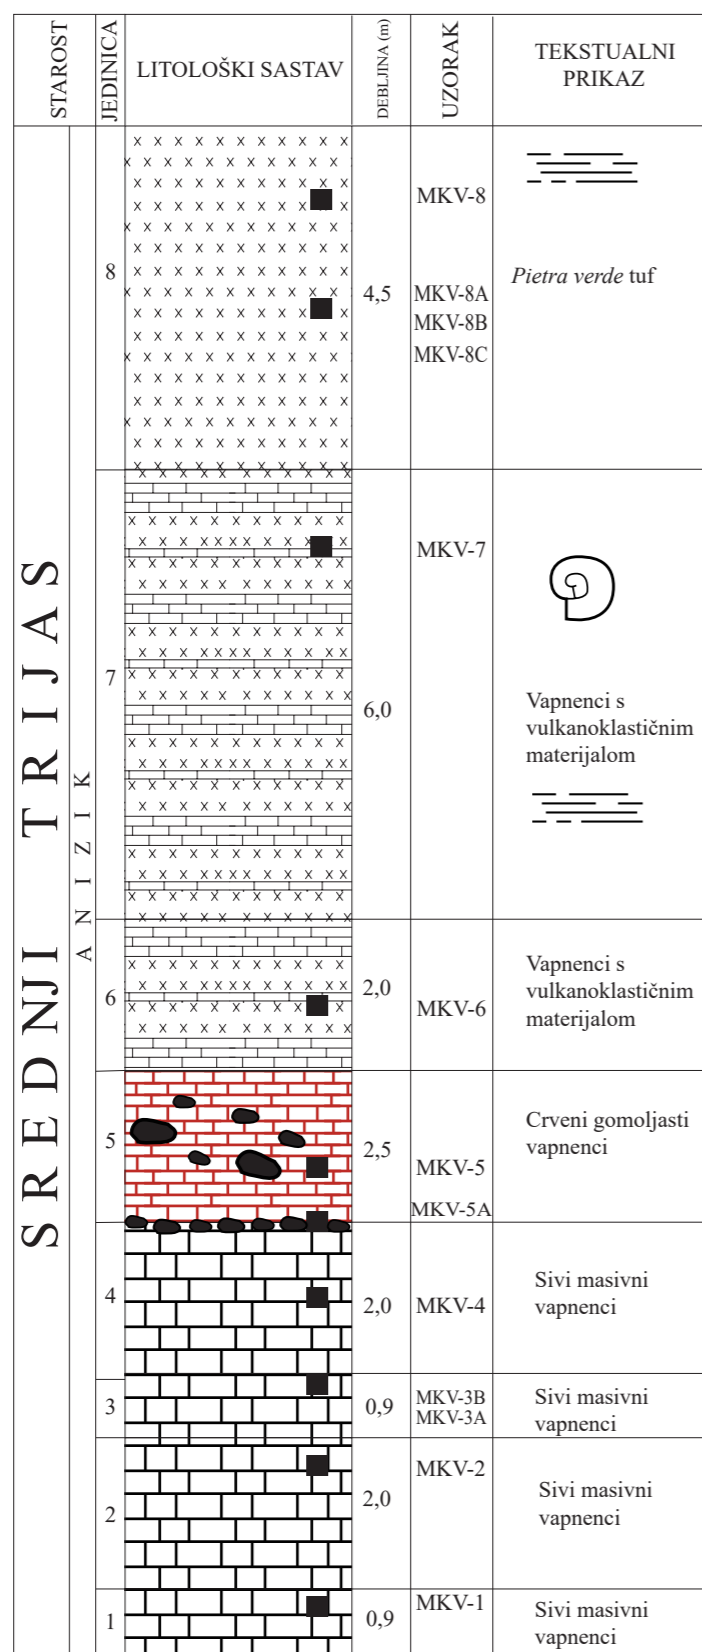 STAROST
JEDINICA
LITOLOŠKI SASTAV
DEBLJINA (m)
UZORAK
TEKSTUALNI
PRIKAZ
SREDNJI TRIJAS
ANIZIK
8
4,5
MKV-8
MKV-8A
MKV-8B
MKV-8C
Pietra verde tuf
7
6,0
MKV-7
Vapnenci s
vulkanoklastičnim
materijalom
6
2,0
MKV-6
Vapnenci s
vulkanoklastičnim
materijalom
5
2,5
MKV-5
MKV-5A
Crveni gomoljasti
vapnenci
4
2,0
MKV-4
Sivi masivni
vapnenci
3
0,9
MKV-3B
MKV-3A
Sivi masivni
vapnenci
2
2,0
MKV-2
Sivi masivni
vapnenci
1
0,9
MKV-1
Sivi masivni
vapnenci